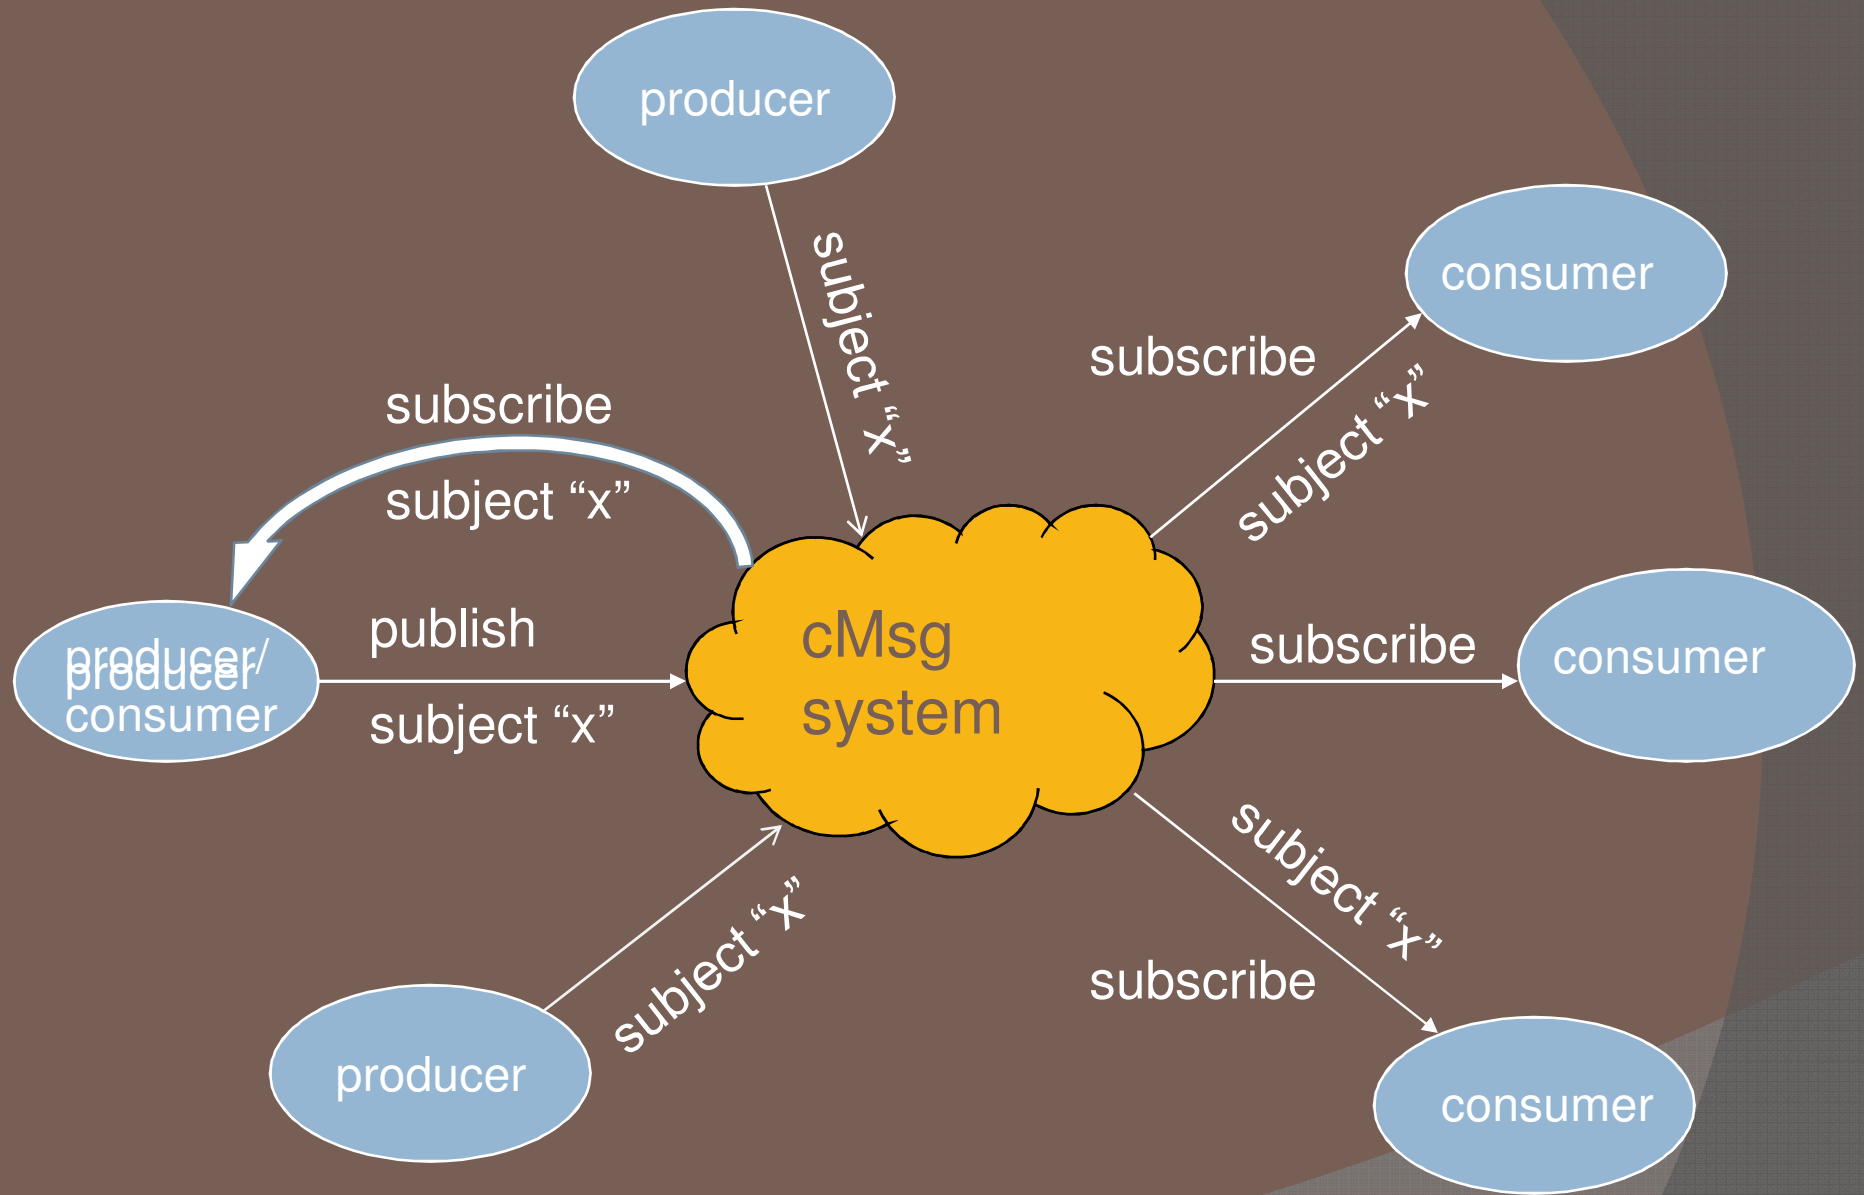 producer
subject “x”
consumer
subscribe
subject “x”
subscribe
subject “x”
producer/
producer
consumer
publish
subject “x”
cMsg
system
subscribe
consumer
subject “x”
subscribe
subject “x”
producer
consumer